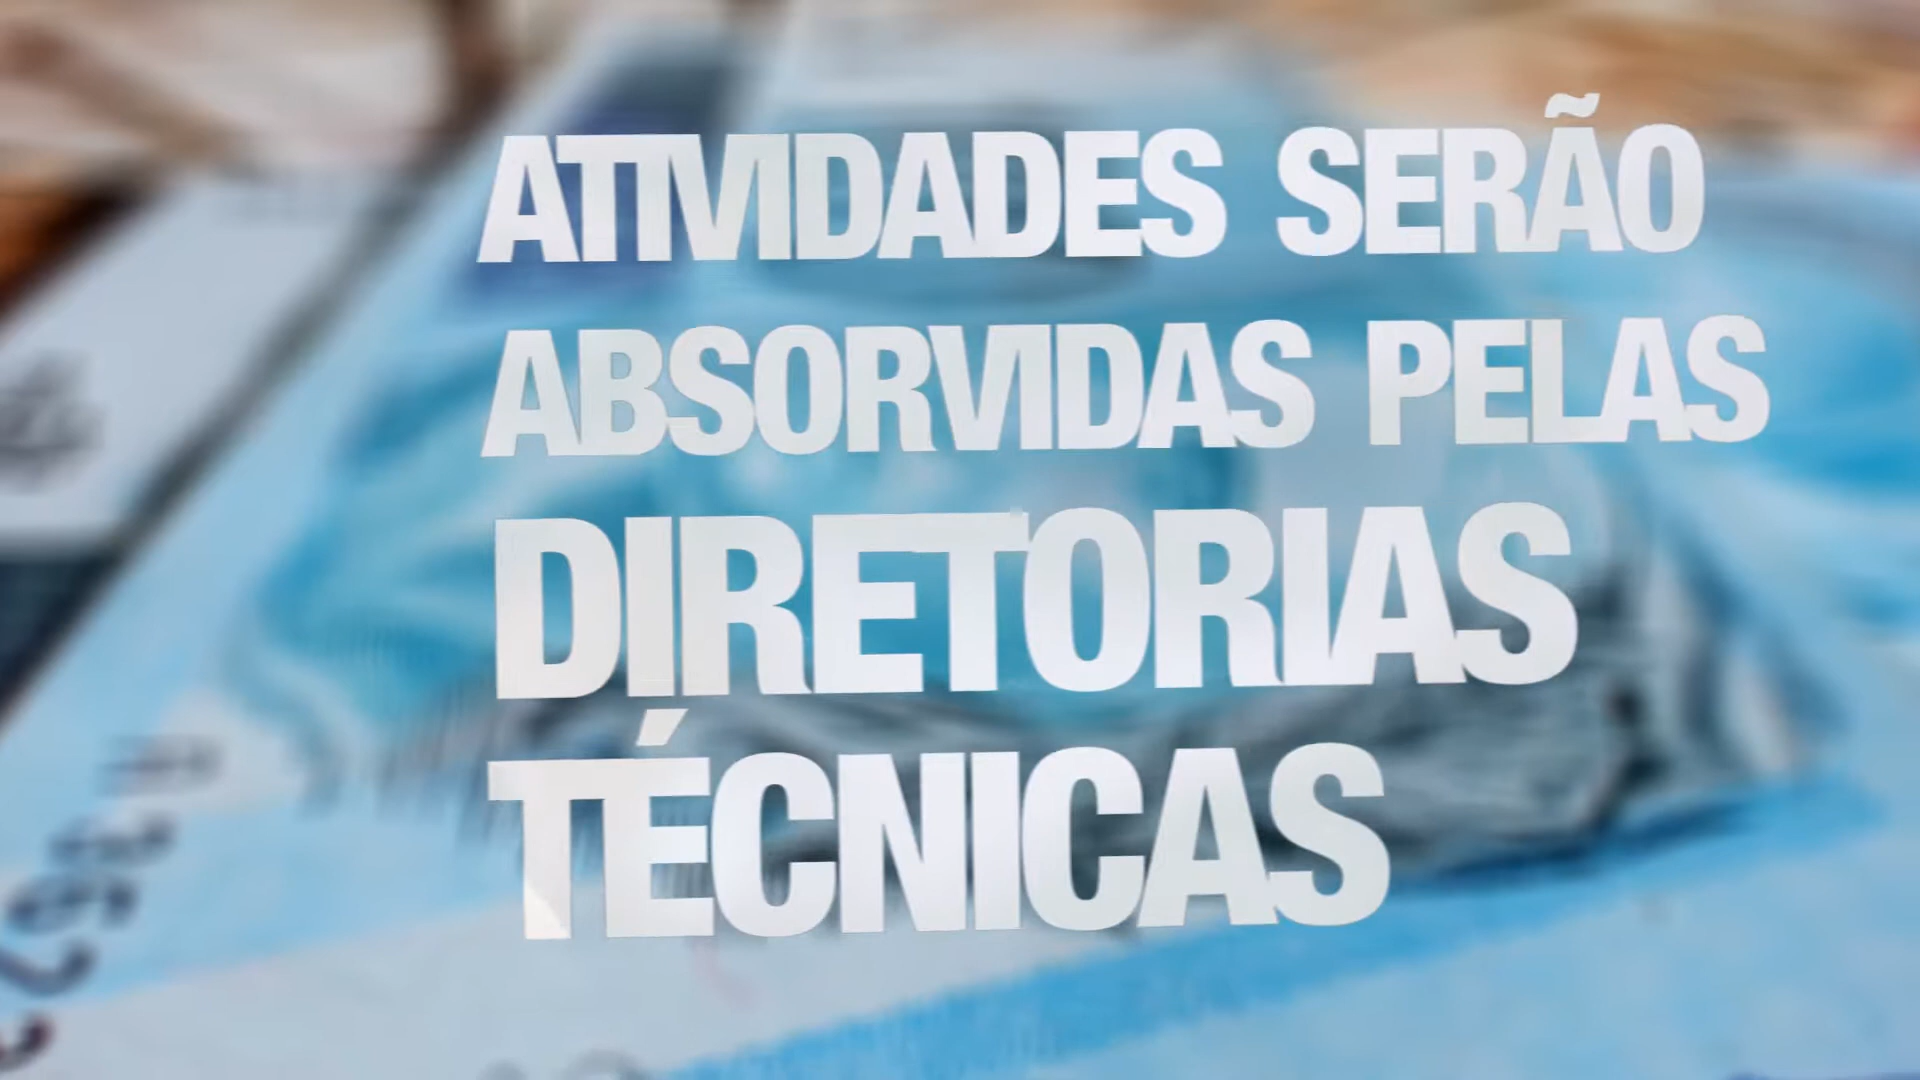 ATIVIDADES SERÃO
ABSORVIDAS PELAS
DIRETORIAS
TÉCNICAS